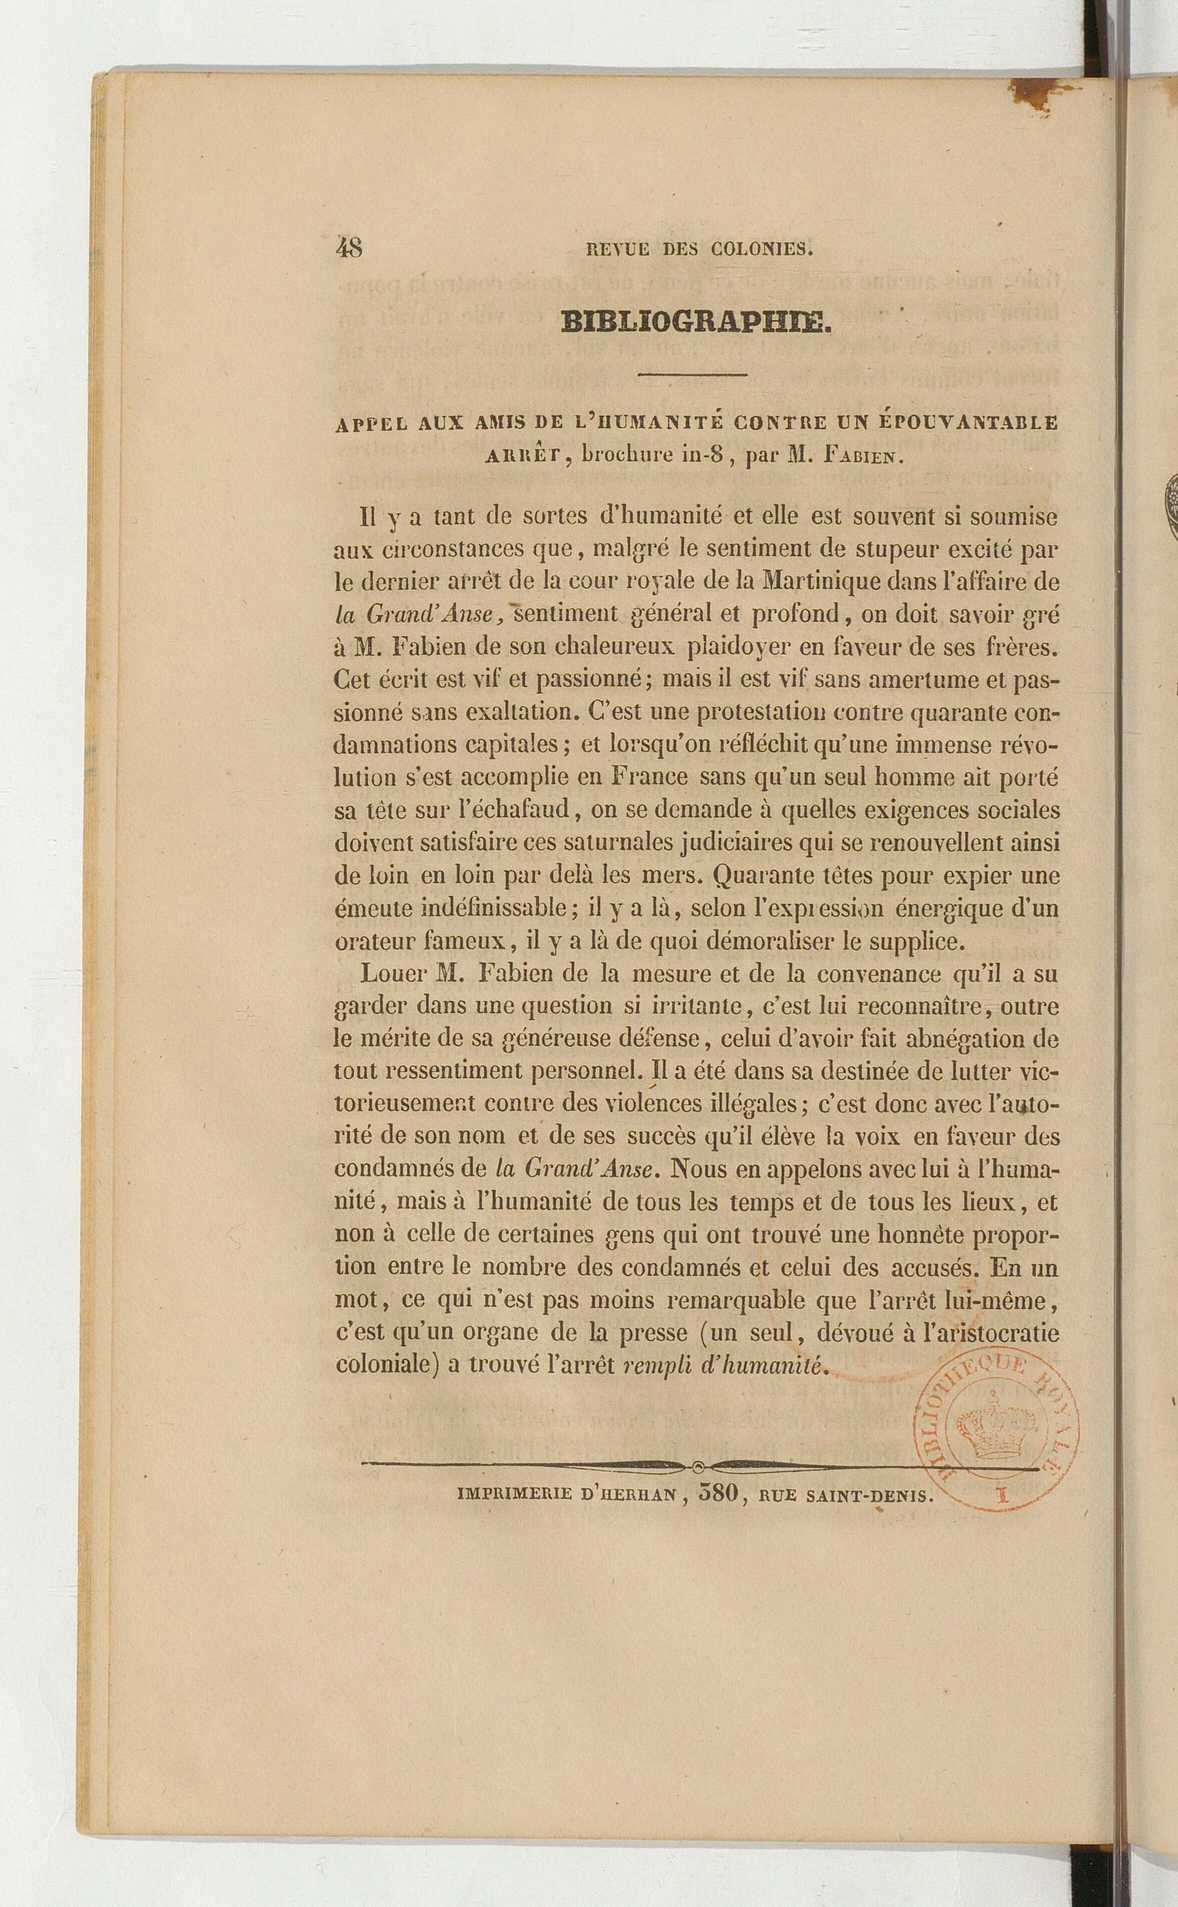 48
REVUE DES COLONIES.
BIBLIOGRAPHIE.
APPEL AUX AMIS DE L'HUMANITÉ CONTRE UN ÉPOUVANTABLE
ARRÊT, brochure in-8, par M. FABIEN.
Il y a tant de sortes d'humanité et elle est souvent si soumise
aux circonstances que, malgré le sentiment de stupeur excité par
le dernier arrêt de la cour royale de la Martinique dans l'affaire de
la Grand'Anse, sentiment général et profond, on doit savoir gré
à M. Fabien de son chaleureux plaidoyer en faveur de ses frères.
Cet écrit est vif et passionné; mais il est vif sans amertume et pas-
sionné sans exaltation. C'est une protestation contre quarante con-
damnations capitales; et lorsqu'on réfléchit qu'une immense révo-
lution s'est accomplie en France sans qu'un seul homme ait porté
sa tête sur l'échafaud, on se demande à quelles exigences sociales
doivent satisfaire ces saturnales judiciaires qui se renouvellent ainsi
de loin en loin par delà les mers. Quarante têtes pour expier une
émeute indéfinissable; il y a là, selon l'expression énergique d'un
orateur fameux, il y a là de quoi démoraliser le supplice.
Louer M. Fabien de la mesure et de la convenance qu'il a su
garder dans une question si irritante, c'est lui reconnaître, outre
le mérite de sa généreuse défense, celui d'avoir fait abnégation de
tout ressentiment personnel. Il a été dans sa destinée de lutter vic-
torieusement contre des violences illégales; c'est donc avec l'auto-
rité de son nom et de ses succès qu'il élève la voix en faveur des
condamnés de la Grand'Anse. Nous en appelons avec lui à l'huma-
nité, mais à l'humanité de tous les temps et de tous les lieux, et
non à celle de certaines gens qui ont trouvé une honnête propor-
tion entre le nombre des condamnés et celui des accusés. En un
mot, ce qui n'est pas moins remarquable que l'arrêt lui-même,
c'est qu'un organe de la presse (un seul, dévoué à l'aristocratie
coloniale) a trouvé l'arrêt rempli d'humanité.
BIBLIOTHEQUE ROYALE
I
IMPRIMERIE D'HERHAN, 380, RUE SAINT-DENIS.